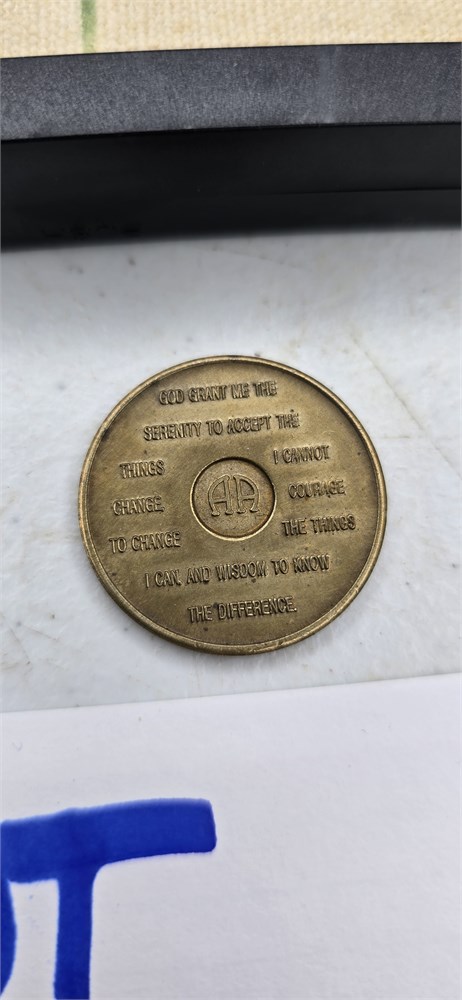 GOD GRANT ME THE
SERENITY TO ACCEPT THE
THINGS I CANNOT
CHANGE, COURAGE
TO CHANGE THE THINGS
I CAN, AND WISDOM TO KNOW
THE DIFFERENCE.
AA